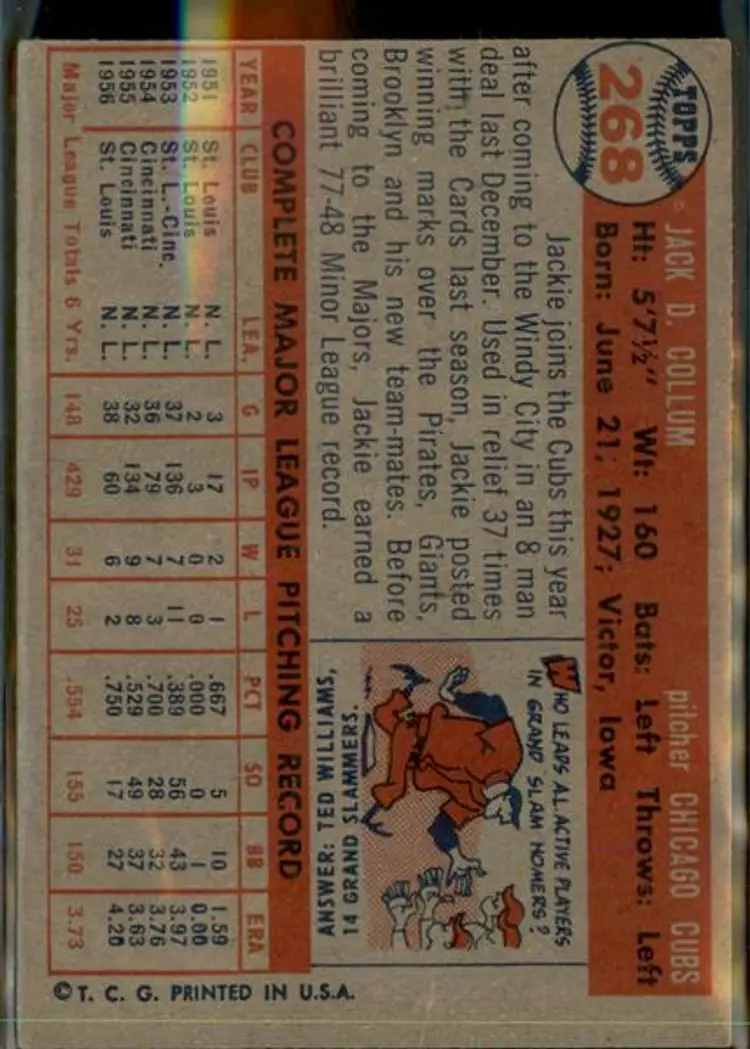 TOPPS
268
JACK D. COLLUM pitcher CHICAGO CUBS
Ht: 5'7½" Wt: 160 Bats: Left Throws: Left
Born: June 21, 1927; Victor, Iowa
Jackie joins the Cubs this year
after coming to the Windy City in an 8 man
deal last December. Used in relief 37 times
with the Cards last season, Jackie posted
winning marks over the Pirates, Giants,
Brooklyn and his new team-mates. Before
coming to the Majors, Jackie earned a
brilliant 77-48 Minor League record.
WHO LEADS A.L. ACTIVE PLAYERS
IN GRAND SLAM HOMERS?
ANSWER: TED WILLIAMS,
14 GRAND SLAMMERS.
COMPLETE MAJOR LEAGUE PITCHING RECORD
YEAR CLUB LEA. G IP W L PCT SO BB ERA
1951 St. Louis N. L. 3 17 2 1 .667 5 10 1.59
1952 St. Louis N. L. 2 3 0 0 .000 0 1 0.00
1953 St. L.-Cinc. N. L. 37 136 7 11 .389 56 43 3.97
1954 Cincinnati N. L. 36 79 7 3 .700 28 32 3.76
1955 Cincinnati N. L. 32 134 9 8 .529 49 37 3.63
1956 St. Louis N. L. 38 60 6 2 .750 17 27 4.20
Major League Totals 6 Yrs. 148 429 31 25 .554 155 150 3.73
© T. C. G. PRINTED IN U.S.A.